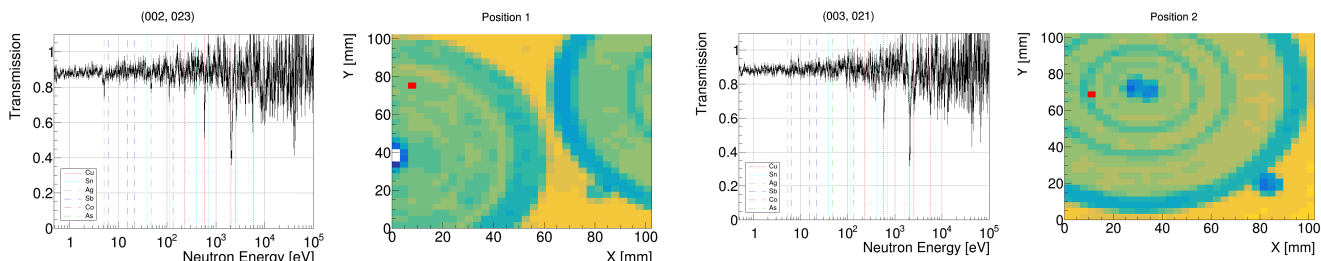 (002, 023)
Transmission
1
0.8
0.6
0.4
0.2
0
Cu
Sn
Ag
Sb
Co
As
1 10 10² 10³ 10⁴ 10⁵
Neutron Energy [eV]
Position 1
Y [mm]
100
80
60
40
20
0
0 20 40 60 80 100
X [mm]
(003, 021)
Transmission
1
0.8
0.6
0.4
0.2
0
Cu
Sn
Ag
Sb
Co
As
1 10 10² 10³ 10⁴ 10⁵
Neutron Energy [eV]
Position 2
Y [mm]
100
80
60
40
20
0
0 20 40 60 80 100
X [mm]